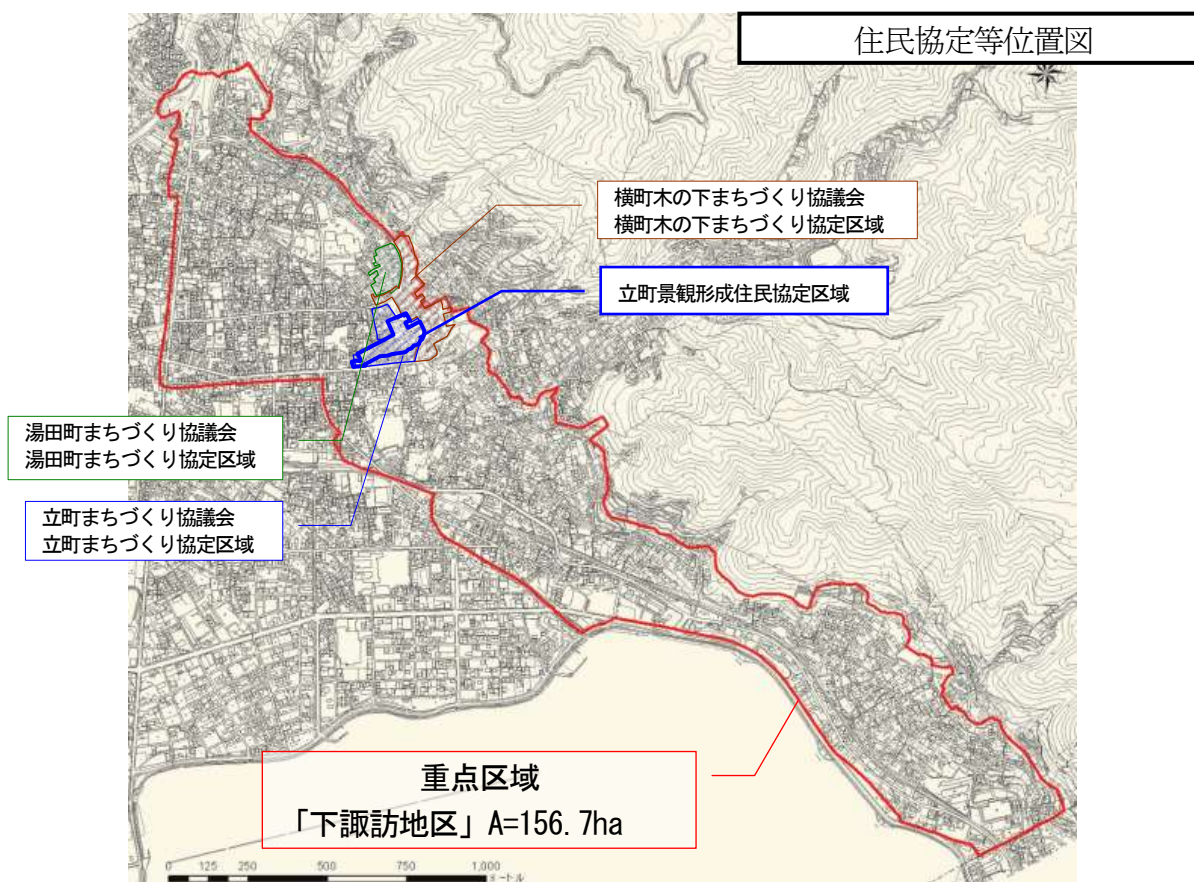 住民協定等位置図
横町木の下まちづくり協議会
横町木の下まちづくり協定区域
立町景観形成住民協定区域
湯田町まちづくり協議会
湯田町まちづくり協定区域
立町まちづくり協議会
立町まちづくり協定区域
重点区域
「下諏訪地区」A=156.7ha
0 125 250 500 750 1,000
メートル